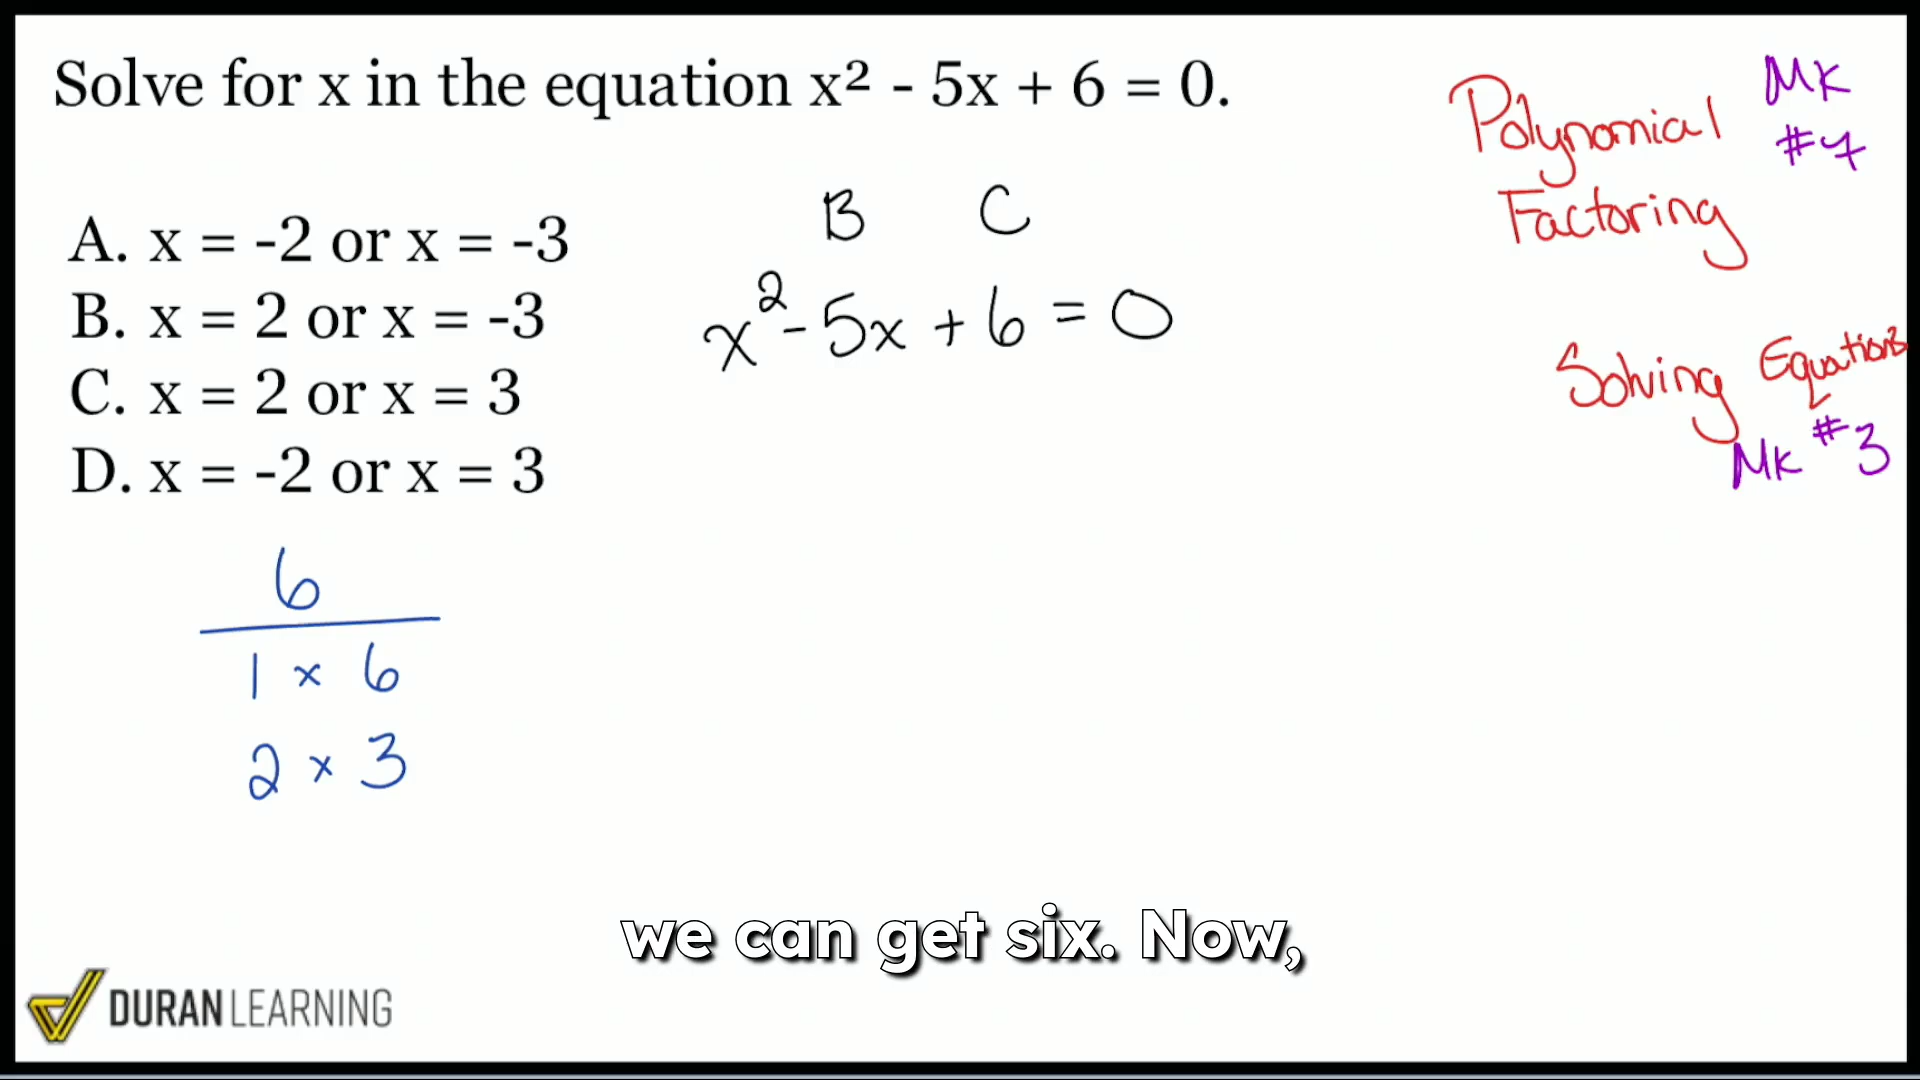 Solve for x in the equation x² - 5x + 6 = 0.
A. x = -2 or x = -3
B. x = 2 or x = -3
C. x = 2 or x = 3
D. x = -2 or x = 3
B C
x² - 5x + 6 = 0
Polynomial
Factoring
MK
#7
Solving Equations
MK #3
6
1 x 6
2 x 3
we can get six. Now,
DURAN LEARNING